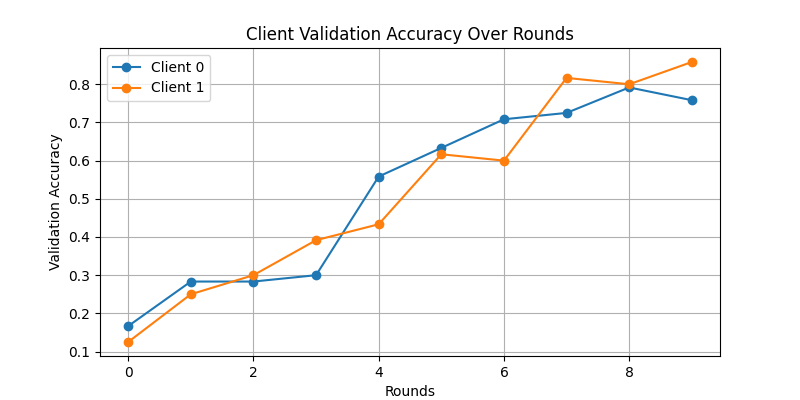 Client Validation Accuracy Over Rounds
Client 0
Client 1
Validation Accuracy
0.8
0.7
0.6
0.5
0.4
0.3
0.2
0.1
0 2 4 6 8
Rounds